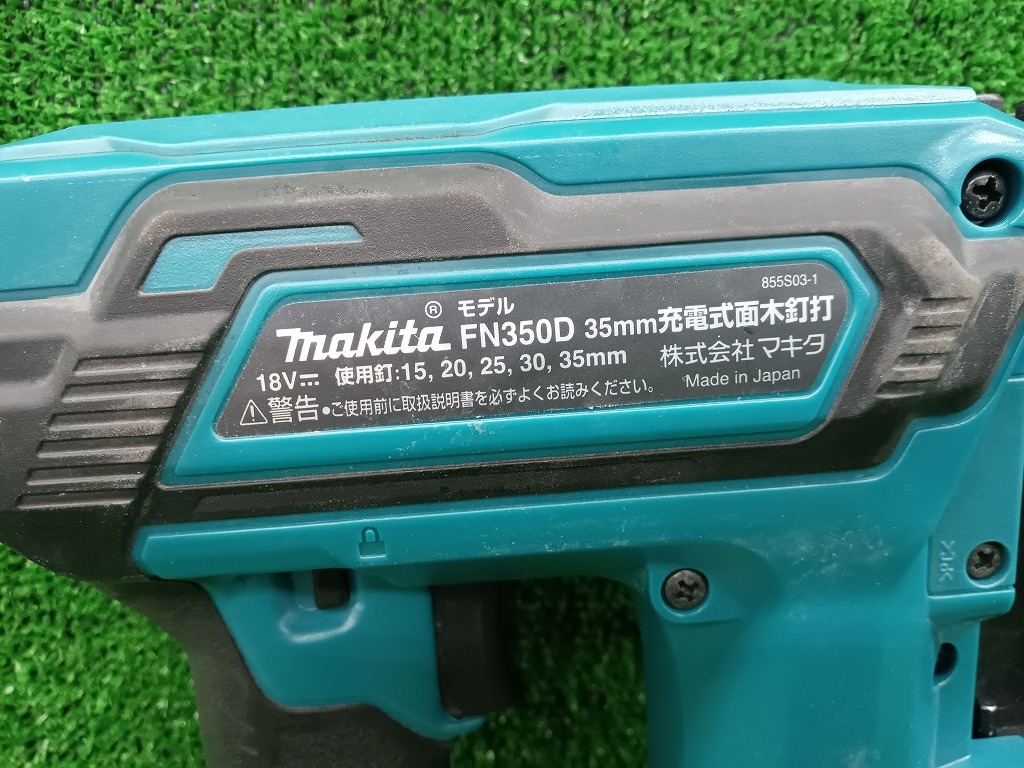 855S03-1
makita® モデル FN350D 35mm充電式面木釘打
18V⎓ 使用釘:15, 20, 25, 30, 35mm 株式会社マキタ
⚠警告•ご使用前に取扱説明書を必ずよくお読みください。 Made in Japan